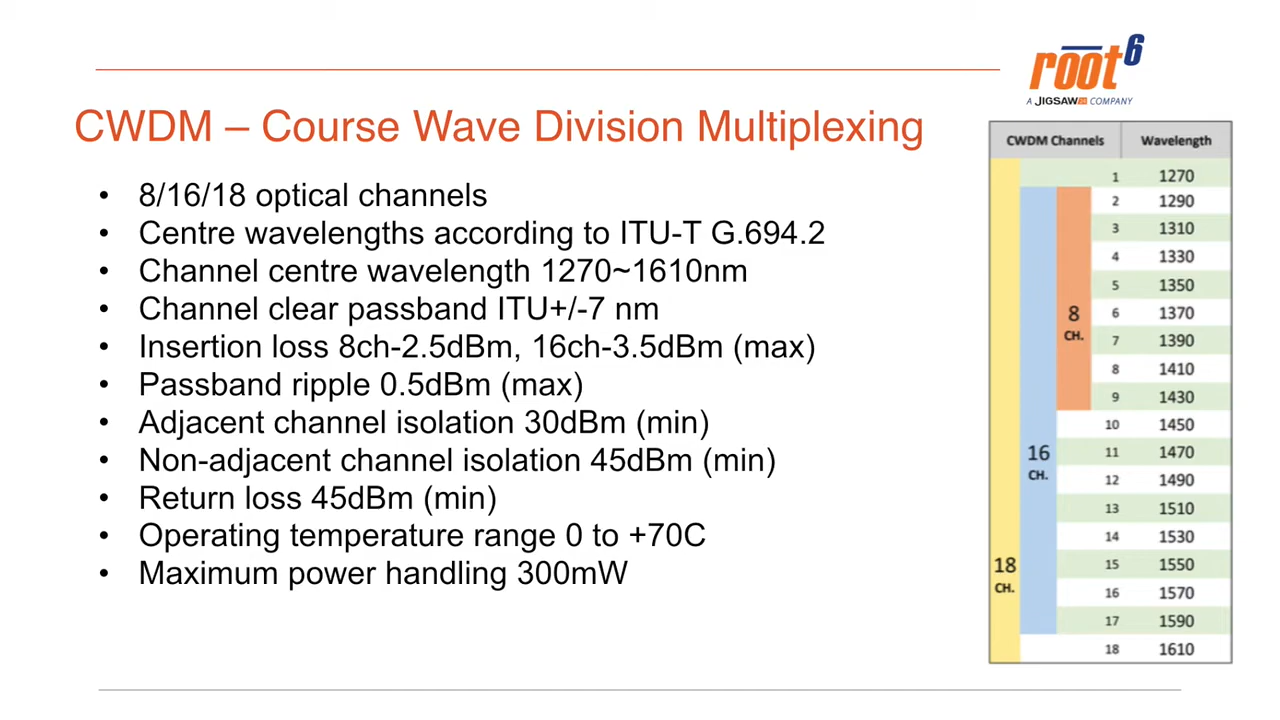 root6
A JIGSAW24 COMPANY
CWDM – Course Wave Division Multiplexing
• 8/16/18 optical channels
• Centre wavelengths according to ITU-T G.694.2
• Channel centre wavelength 1270~1610nm
• Channel clear passband ITU+/-7 nm
• Insertion loss 8ch-2.5dBm, 16ch-3.5dBm (max)
• Passband ripple 0.5dBm (max)
• Adjacent channel isolation 30dBm (min)
• Non-adjacent channel isolation 45dBm (min)
• Return loss 45dBm (min)
• Operating temperature range 0 to +70C
• Maximum power handling 300mW
CWDM Channels Wavelength
1 1270
2 1290
3 1310
4 1330
5 1350
6 1370
7 1390
8 1410
9 1430
10 1450
11 1470
12 1490
13 1510
14 1530
15 1550
16 1570
17 1590
18 1610
8
CH.
16
CH.
18
CH.